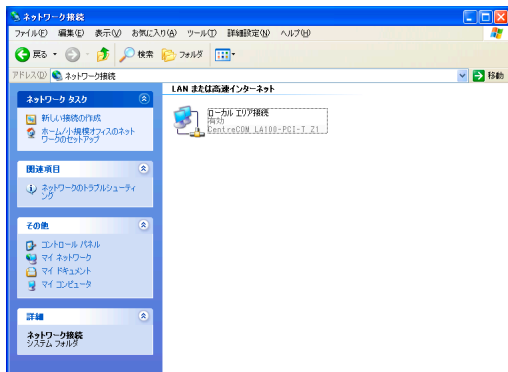 ネットワーク接続
ファイル(F) 編集(E) 表示(V) お気に入り(A) ツール(T) 詳細設定(N) ヘルプ(H)
戻る 検索 フォルダ
アドレス(D) ネットワーク接続 移動
LAN または高速インターネット
ネットワーク タスク
新しい接続の作成
ホーム/小規模オフィスのネット
ワークのセットアップ
関連項目
ネットワークのトラブルシューティ
ング
その他
コントロール パネル
マイ ネットワーク
マイ ドキュメント
マイ コンピュータ
詳細
ネットワーク接続
システム フォルダ
ローカル エリア接続
有効
CentreCOM LA100-PCI-T Z1...